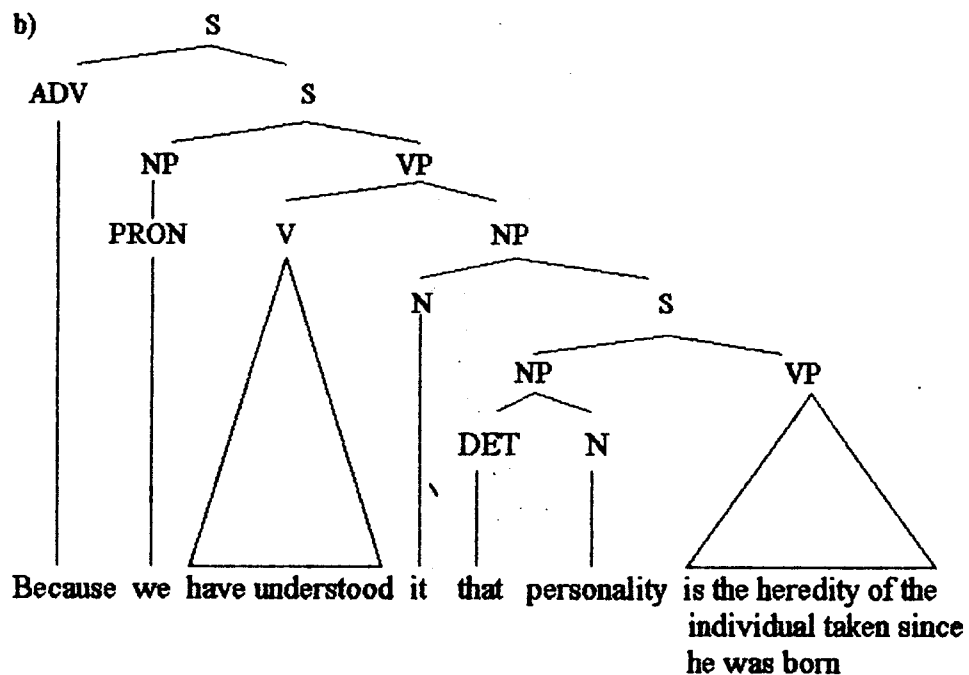 b) S
ADV S
NP VP
PRON V NP
N S
NP VP
DET N
Because we have understood it that personality is the heredity of the
individual taken since
he was born